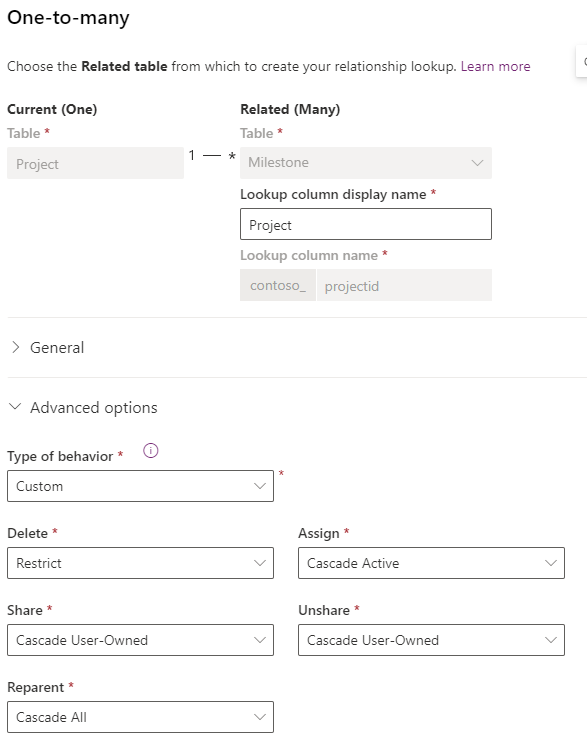 One-to-many
Choose the Related table from which to create your relationship lookup. Learn more
Current (One) Related (Many)
Table * Table *
Project 1 — * Milestone
Lookup column display name *
Project
Lookup column name *
contoso_ projectid
General
Advanced options
Type of behavior *
Custom *
Delete * Assign *
Restrict Cascade Active
Share * Unshare *
Cascade User-Owned Cascade User-Owned
Reparent *
Cascade All